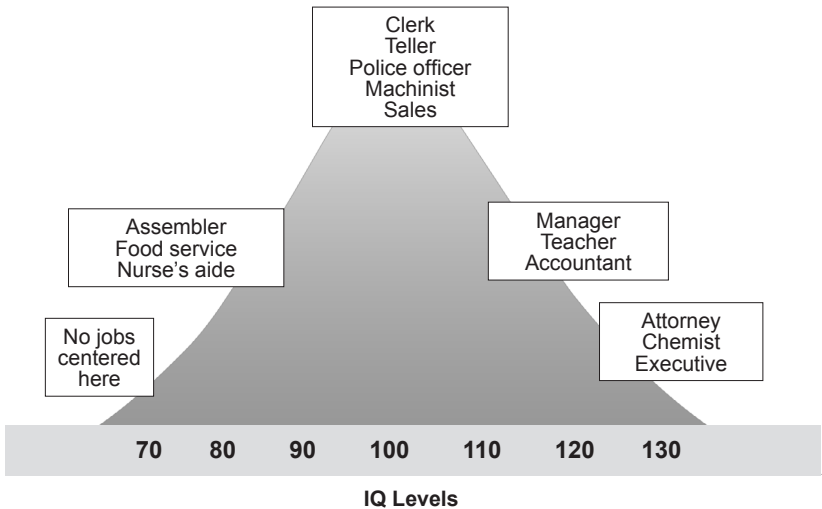 Clerk
Teller
Police officer
Machinist
Sales
Assembler
Food service
Nurse's aide
Manager
Teacher
Accountant
No jobs
centered
here
Attorney
Chemist
Executive
70 80 90 100 110 120 130
IQ Levels